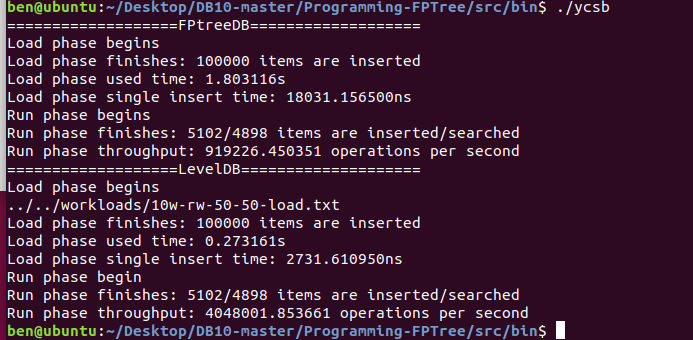 ben@ubuntu:~/Desktop/DB10-master/Programming-FPTree/src/bin$ ./ycsb
===================FPtreeDB===================
Load phase begins
Load phase finishes: 100000 items are inserted
Load phase used time: 1.803116s
Load phase single insert time: 18031.156500ns
Run phase begins
Run phase finishes: 5102/4898 items are inserted/searched
Run phase throughput: 919226.450351 operations per second
===================LevelDB====================
Load phase begins
../../workloads/10w-rw-50-50-load.txt
Load phase finishes: 100000 items are inserted
Load phase used time: 0.273161s
Load phase single insert time: 2731.610950ns
Run phase begin
Run phase finishes: 5102/4898 items are inserted/searched
Run phase throughput: 4048001.853661 operations per second
ben@ubuntu:~/Desktop/DB10-master/Programming-FPTree/src/bin$